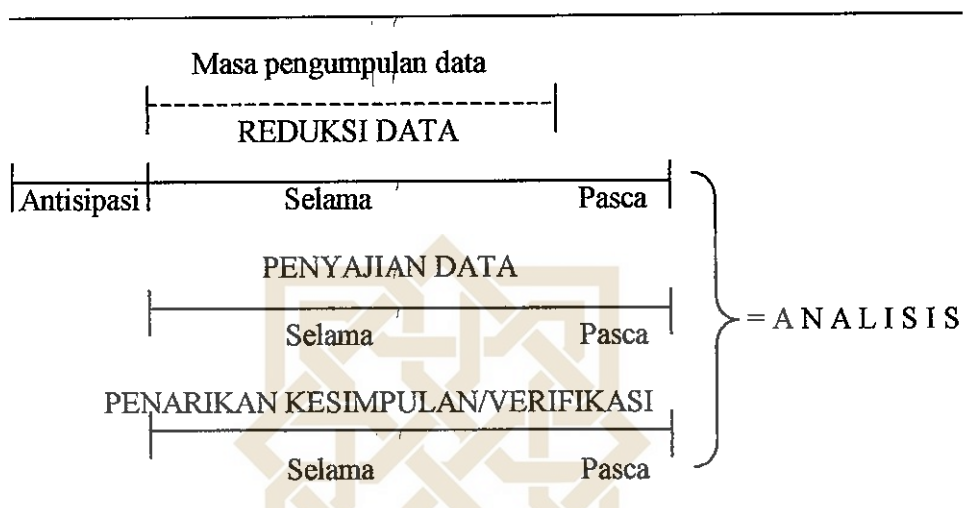 Masa pengumpulan data
REDUKSI DATA
Antisipasi Selama Pasca
PENYAJIAN DATA
Selama Pasca
= A N A L I S I S
PENARIKAN KESIMPULAN/VERIFIKASI
Selama Pasca